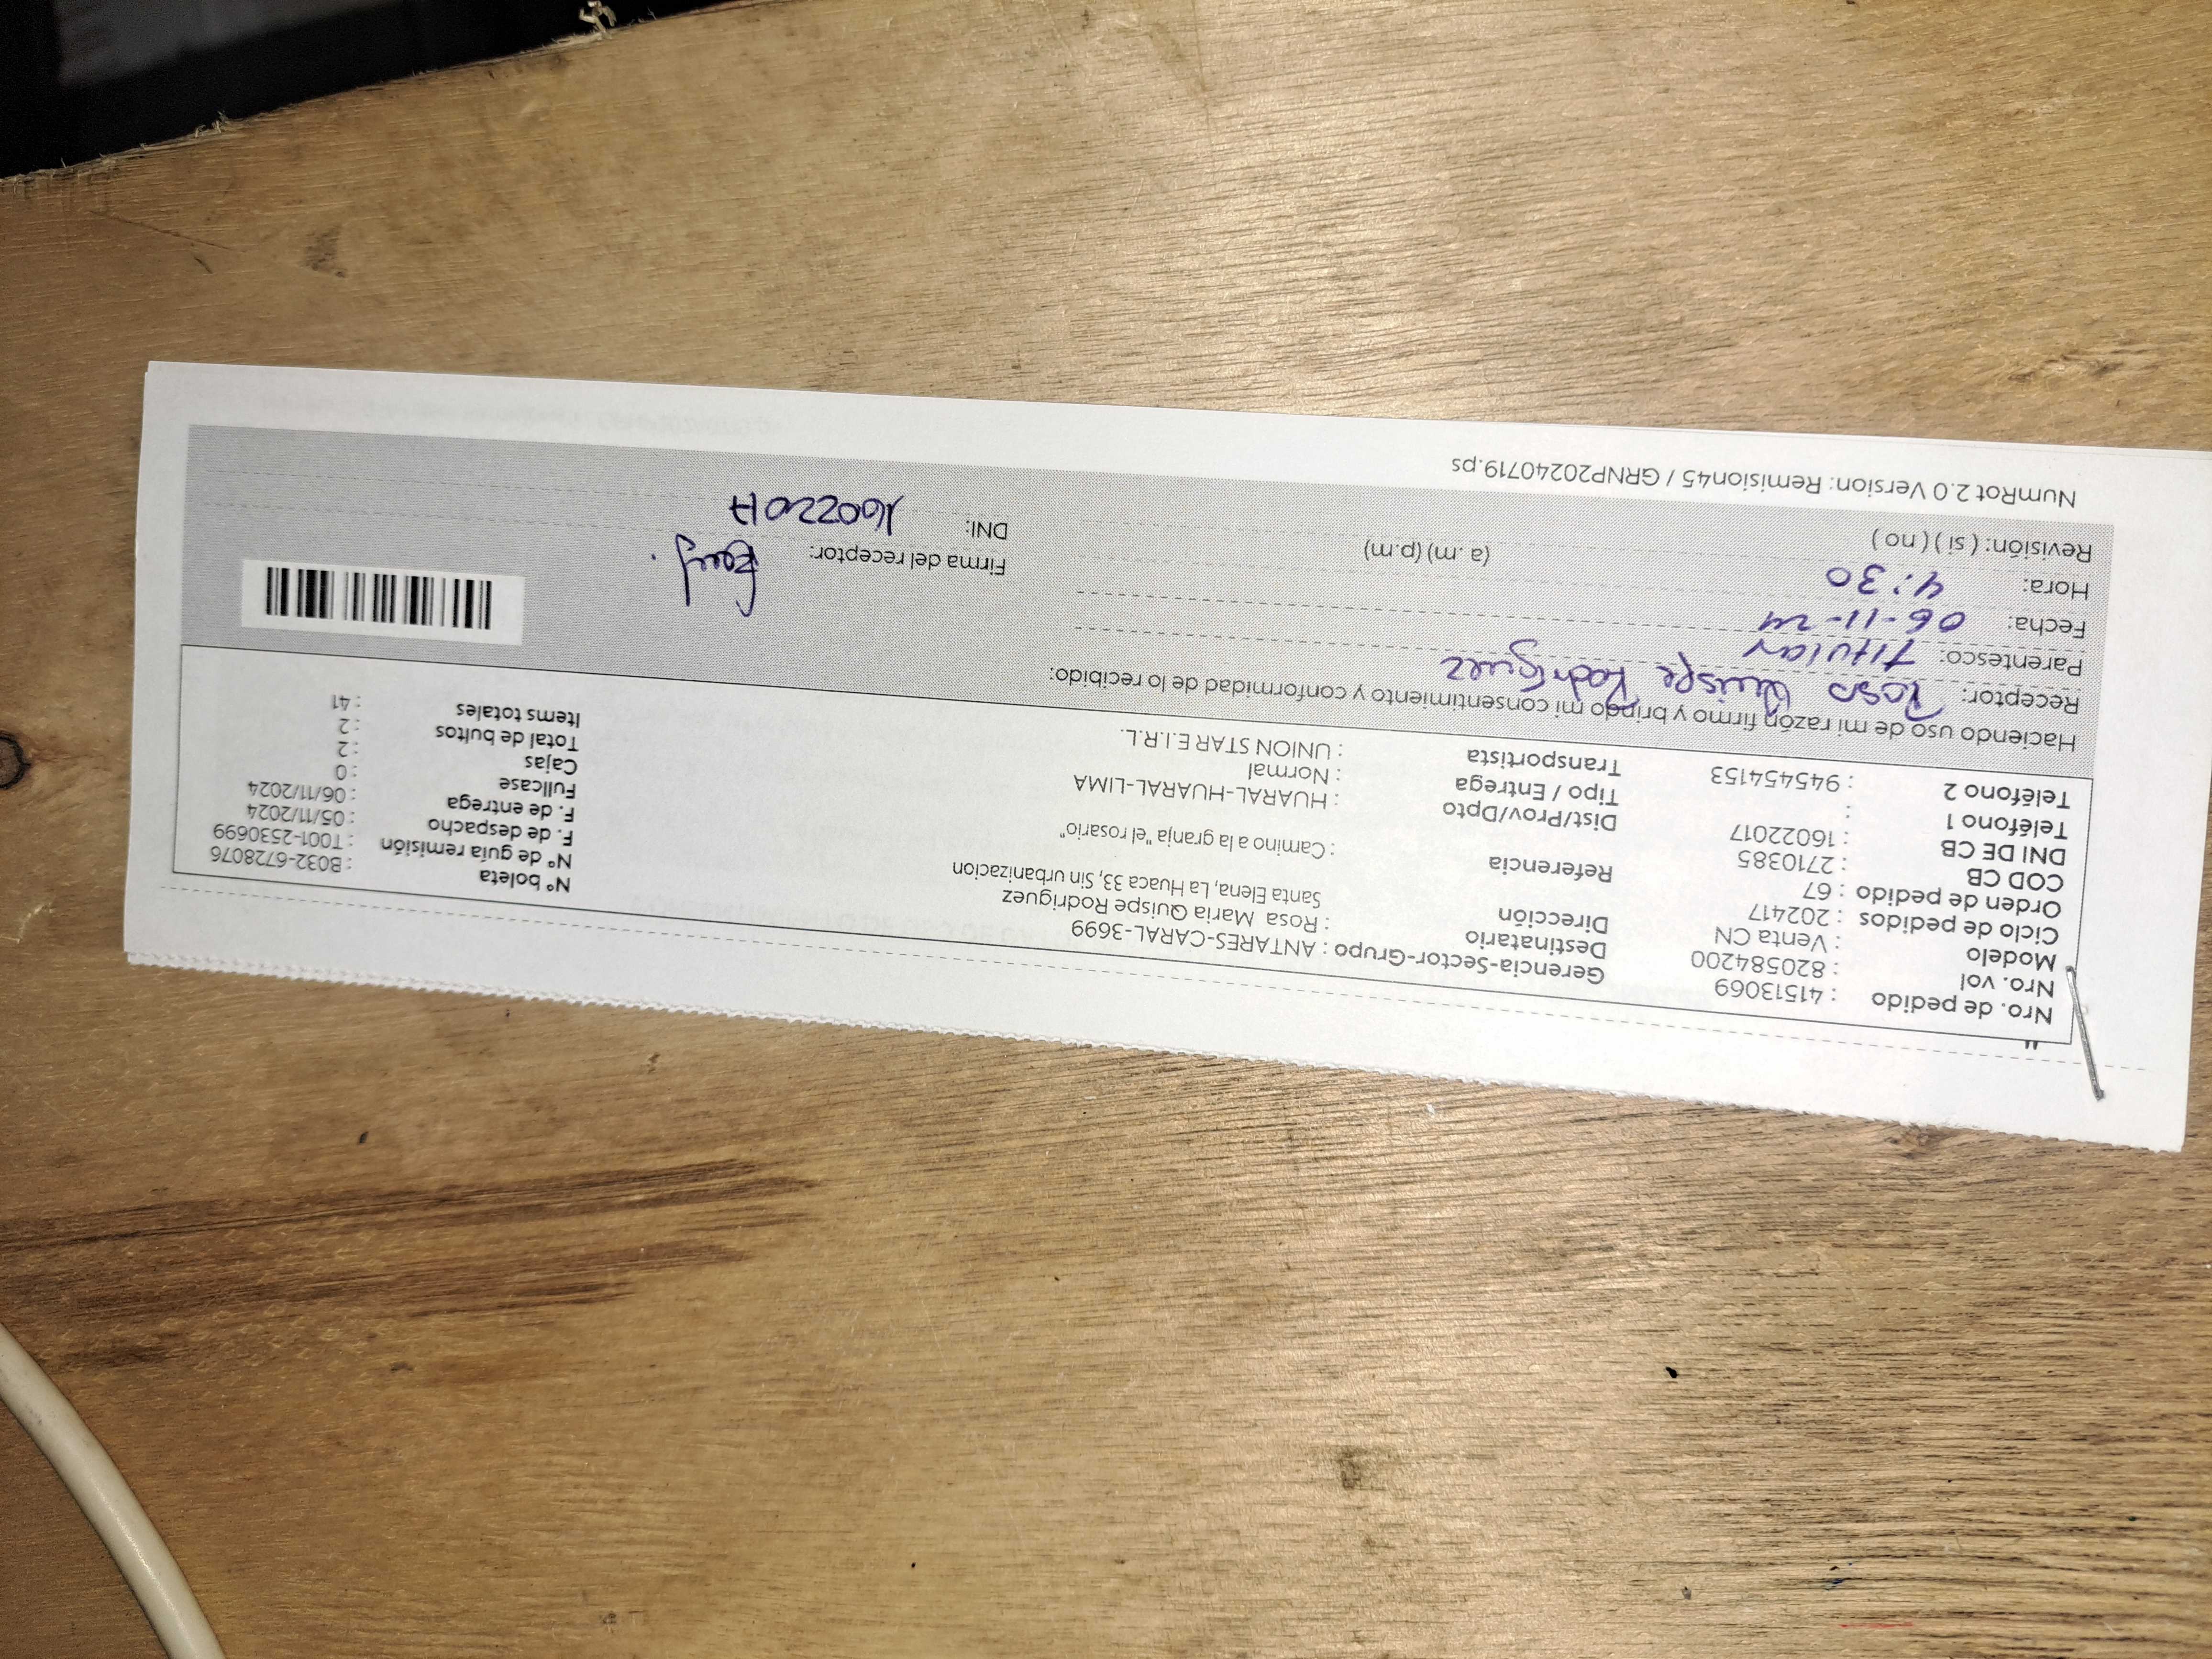 Nro. de pedido : 41513069
Nro. vol : 820584200
Modelo : Venta CN
Ciclo de pedidos : 202417
Orden de pedido : 67
COD CB : 2710385
DNI DE CB : 16022017
Teléfono 1 :
Teléfono 2 : 945454153
Gerencia-Sector-Grupo : ANTARES-CARAL-3699
Destinatario : Rosa Maria Quispe Rodriguez
Dirección Santa Elena, La Huaca 33, Sin urbanizacion
Referencia : Camino a la granja "el rosario"
Dist/Prov/Dpto : HUARAL-HUARAL-LIMA
Tipo / Entrega : Normal
Transportista : UNION STAR E.I.R.L.
N° boleta : B032-6728076
N° de guía remisión : T001-2530699
F. de despacho : 05/11/2024
F. de entrega : 06/11/2024
Fullcase : 0
Cajas : 2
Total de bultos : 2
Items totales : 41
Haciendo uso de mi razón firmo y brindo mi consentimiento y conformidad de lo recibido:
Receptor: Rosa Quispe Rodríguez
Parentesco: Titular
Fecha: 06-11-24
Hora: 4:30 (a.m) (p.m)
Revisión: ( si ) ( no )
Firma del receptor:
DNI: 16022017
NumRot 2.0 Version: Remision45 / GRNP20240719.ps